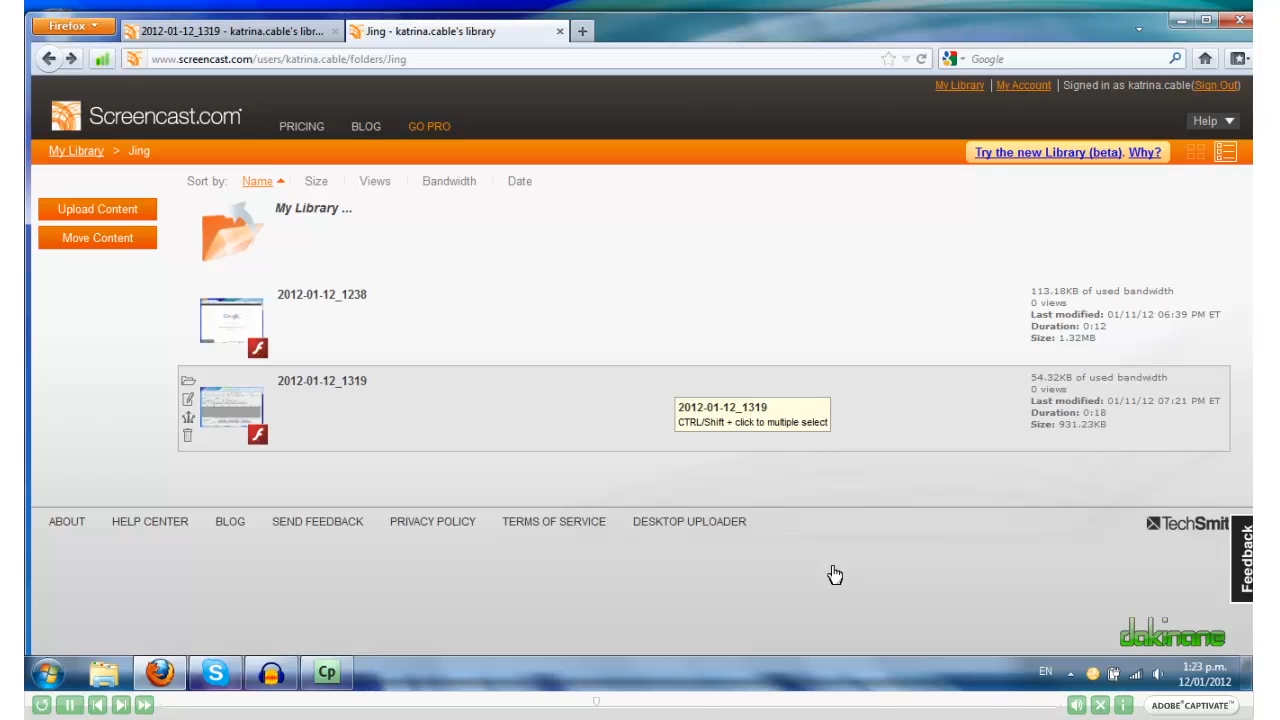 Firefox
2012-01-12_1319 - katrina.cable's libr...
Jing - katrina.cable's library
www.screencast.com/users/katrina.cable/folders/Jing
Google
My Library | My Account | Signed in as katrina.cable(Sign Out)
Screencast.com
PRICING
BLOG
GO PRO
Help
My Library > Jing
Try the new Library (beta). Why?
Sort by: Name Size Views Bandwidth Date
Upload Content
Move Content
My Library ...
2012-01-12_1238
113.18KB of used bandwidth
0 views
Last modified: 01/11/12 06:39 PM ET
Duration: 0:12
Size: 1.32MB
2012-01-12_1319
54.32KB of used bandwidth
0 views
Last modified: 01/11/12 07:21 PM ET
Duration: 0:18
Size: 931.23KB
2012-01-12_1319
CTRL/Shift + click to multiple select
ABOUT HELP CENTER BLOG SEND FEEDBACK PRIVACY POLICY TERMS OF SERVICE DESKTOP UPLOADER
TechSmit
Feedback
dakinane
Cp
EN
1:23 p.m.
12/01/2012
ADOBE® CAPTIVATE™